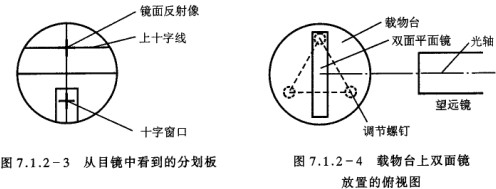 镜面反射像
上十字线
十字窗口
图 7.1.2-3 从目镜中看到的分划板
载物台
双面平面镜
光轴
望远镜
调节螺钉
图 7.1.2-4 载物台上双面镜
放置的俯视图